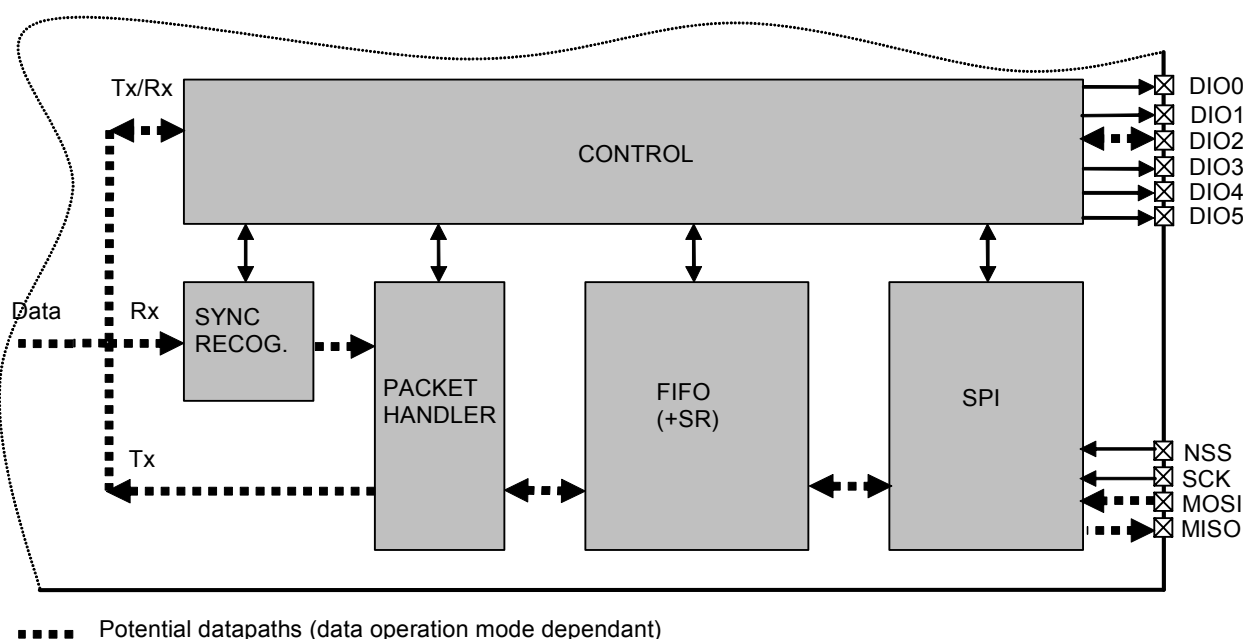 Tx/Rx
CONTROL
DIO0
DIO1
DIO2
DIO3
DIO4
DIO5
Data
Rx
SYNC
RECOG.
PACKET
HANDLER
FIFO
(+SR)
SPI
Tx
NSS
SCK
MOSI
MISO
Potential datapaths (data operation mode dependant)